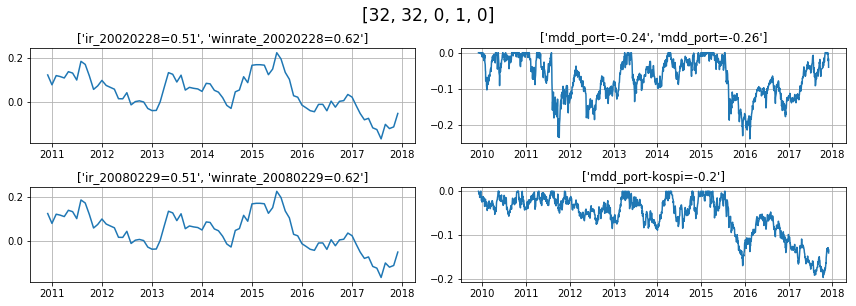 [32, 32, 0, 1, 0]
['ir_20020228=0.51', 'winrate_20020228=0.62']
0.2
0.0
2011 2012 2013 2014 2015 2016 2017 2018
['mdd_port=-0.24', 'mdd_port=-0.26']
0.0
−0.1
−0.2
2010 2011 2012 2013 2014 2015 2016 2017 2018
['ir_20080229=0.51', 'winrate_20080229=0.62']
0.2
0.0
2011 2012 2013 2014 2015 2016 2017 2018
['mdd_port-kospi=-0.2']
0.0
−0.1
−0.2
2010 2011 2012 2013 2014 2015 2016 2017 2018